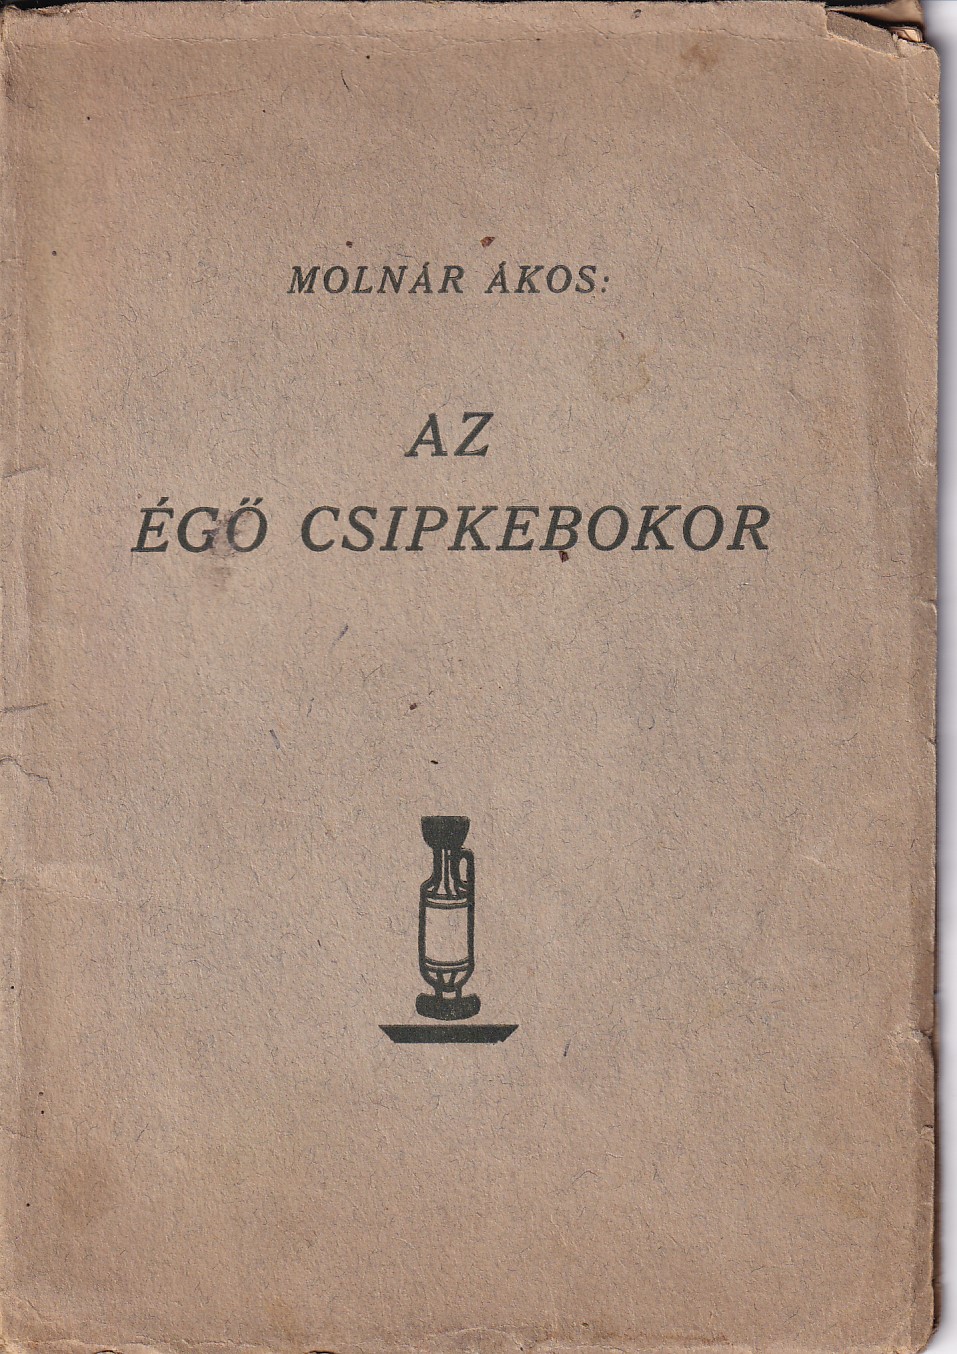 MOLNÁR ÁKOS:
AZ
ÉGŐ CSIPKEBOKOR